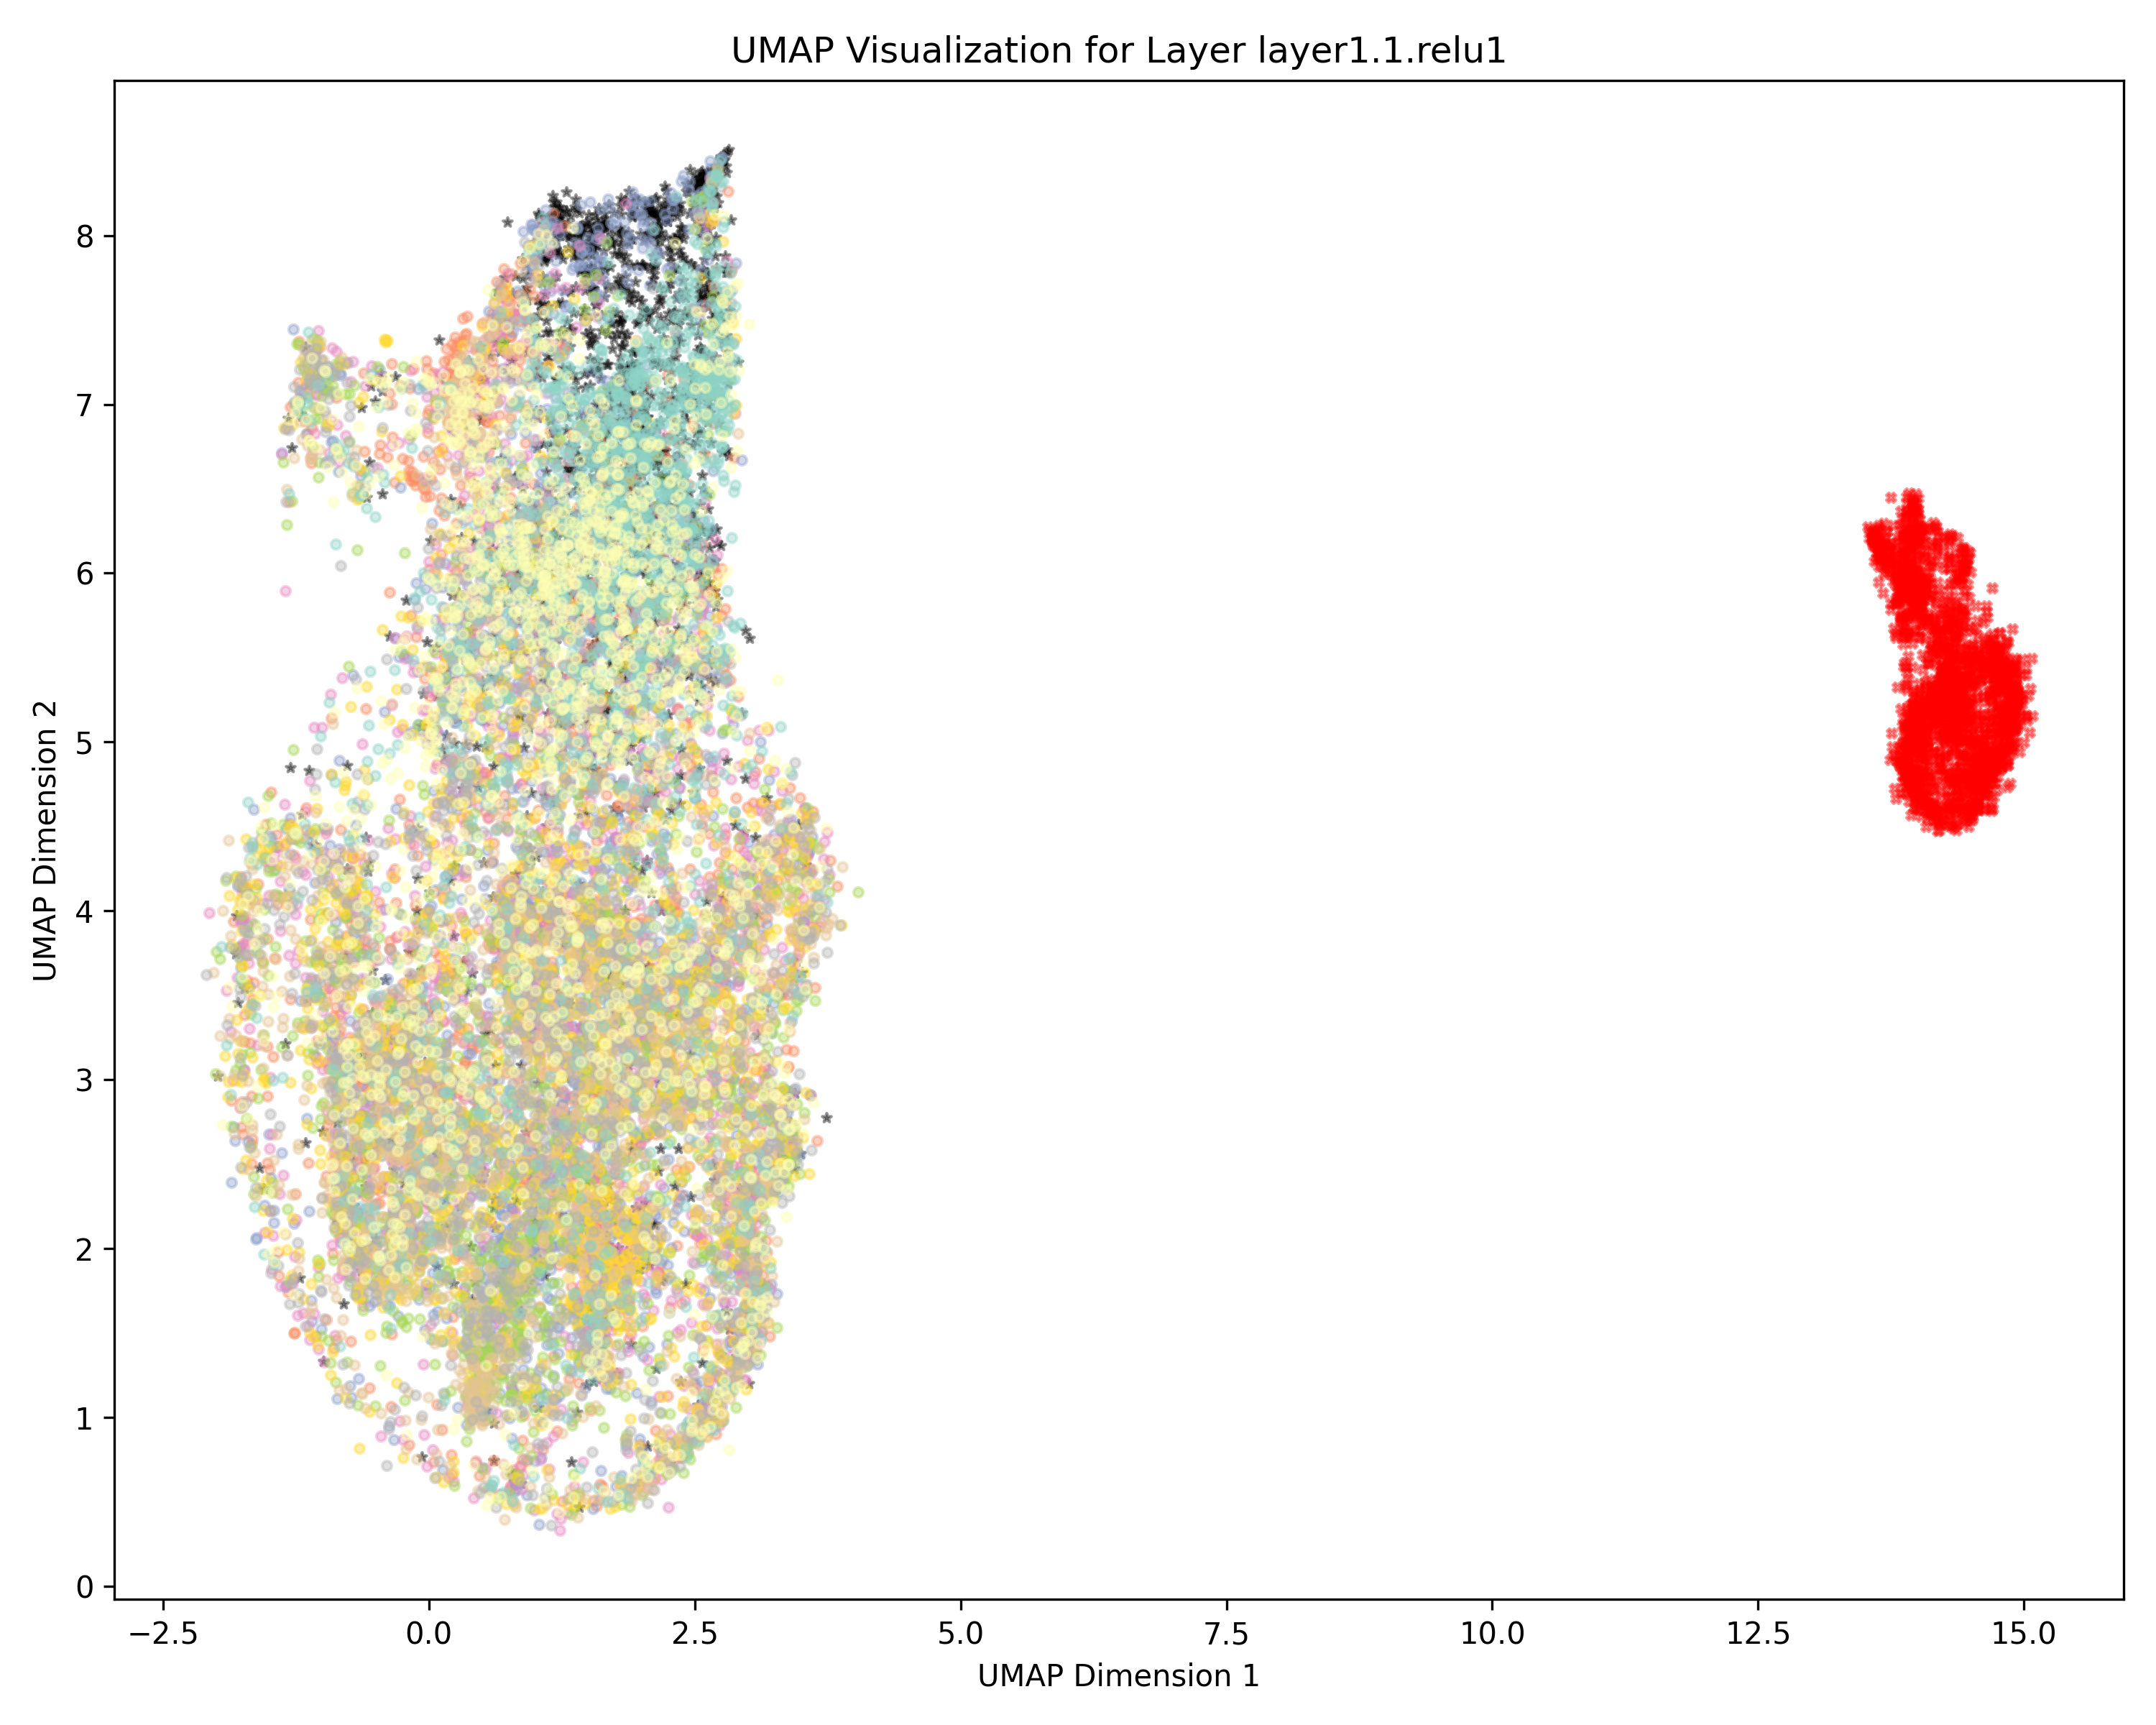 UMAP Visualization for Layer layer1.1.relu1
8
7
6
5
4
3
2
1
0
UMAP Dimension 2
−2.5 0.0 2.5 5.0 7.5 10.0 12.5 15.0
UMAP Dimension 1